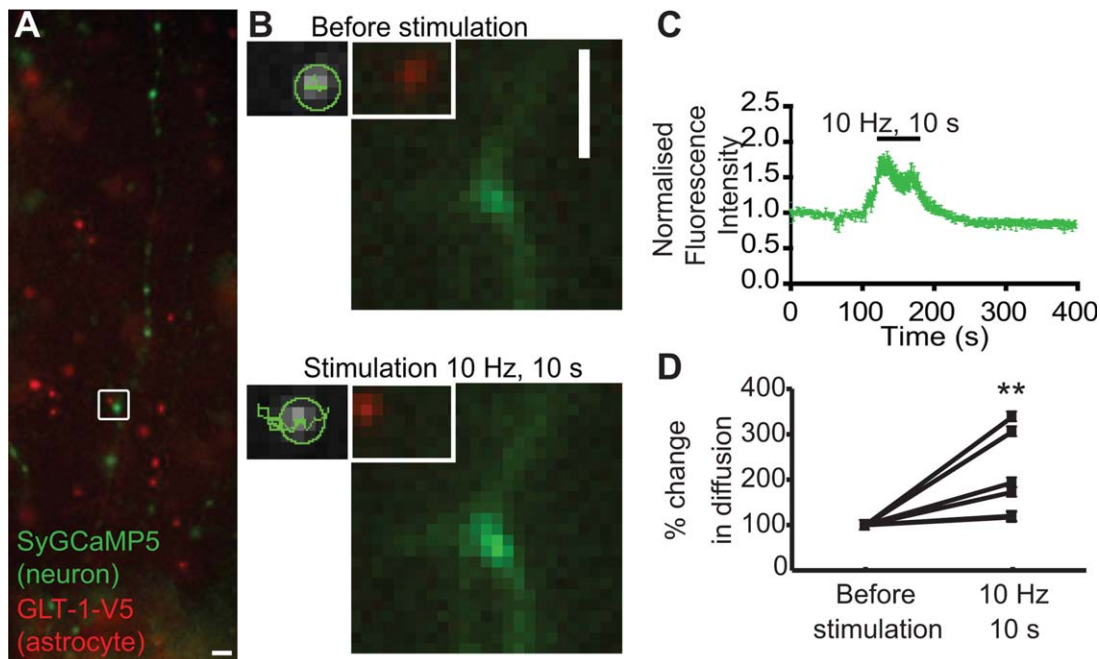 A
SyGCaMP5
(neuron)
GLT-1-V5
(astrocyte)
B
Before stimulation
Stimulation 10 Hz, 10 s
C
Normalised
Fluorescence
Intensity
2.5
2.0
1.5
1.0
0.5
0.0
10 Hz, 10 s
0 100 200 300 400
Time (s)
D
% change
in diffusion
400
300
200
100
0
**
Before
stimulation
10 Hz
10 s